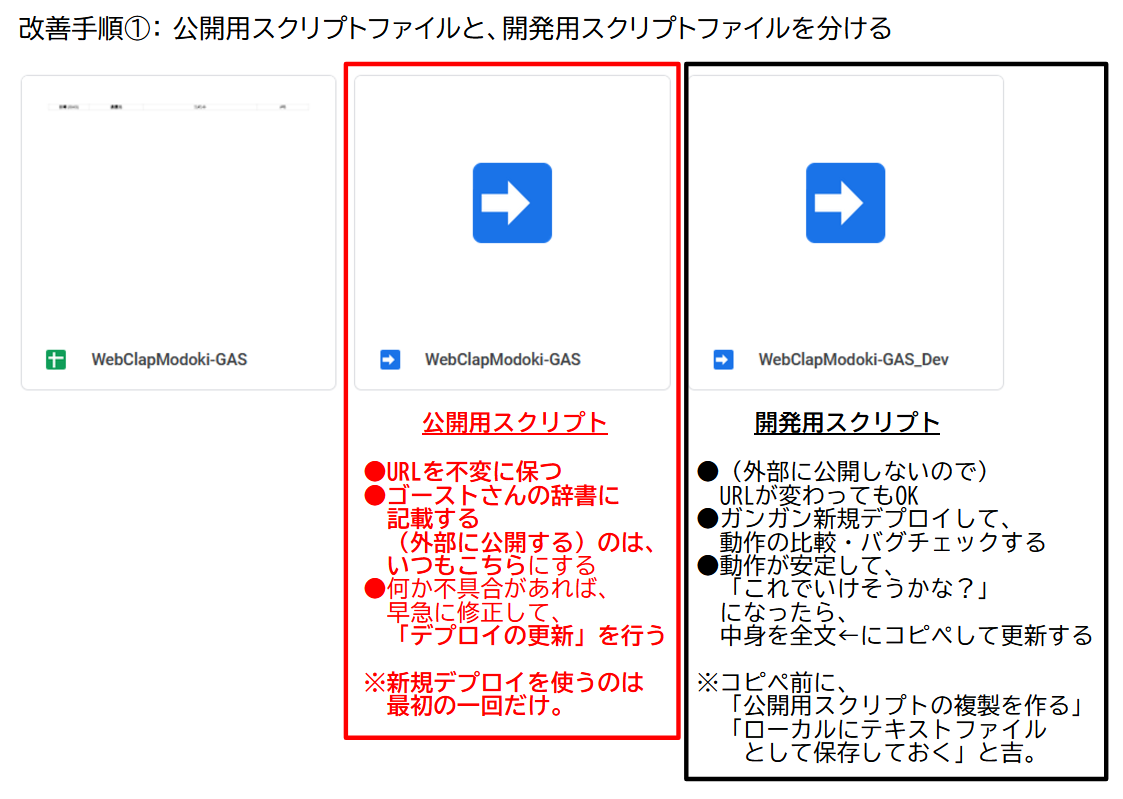 改善手順①： 公開用スクリプトファイルと、開発用スクリプトファイルを分ける
WebClapModoki-GAS
WebClapModoki-GAS
WebClapModoki-GAS_Dev
公開用スクリプト
●URLを不変に保つ
●ゴーストさんの辞書に
記載する
（外部に公開する）のは、
いつもこちらにする
●何か不具合があれば、
早急に修正して、
「デプロイの更新」を行う
※新規デプロイを使うのは
最初の一回だけ。
開発用スクリプト
●（外部に公開しないので）
URLが変わってもOK
●ガンガン新規デプロイして、
動作の比較・バグチェックする
●動作が安定して、
「これでいけそうかな？」
になったら、
中身を全文←にコピペして更新する
※コピペ前に、
「公開用スクリプトの複製を作る」
「ローカルにテキストファイル
として保存しておく」と吉。